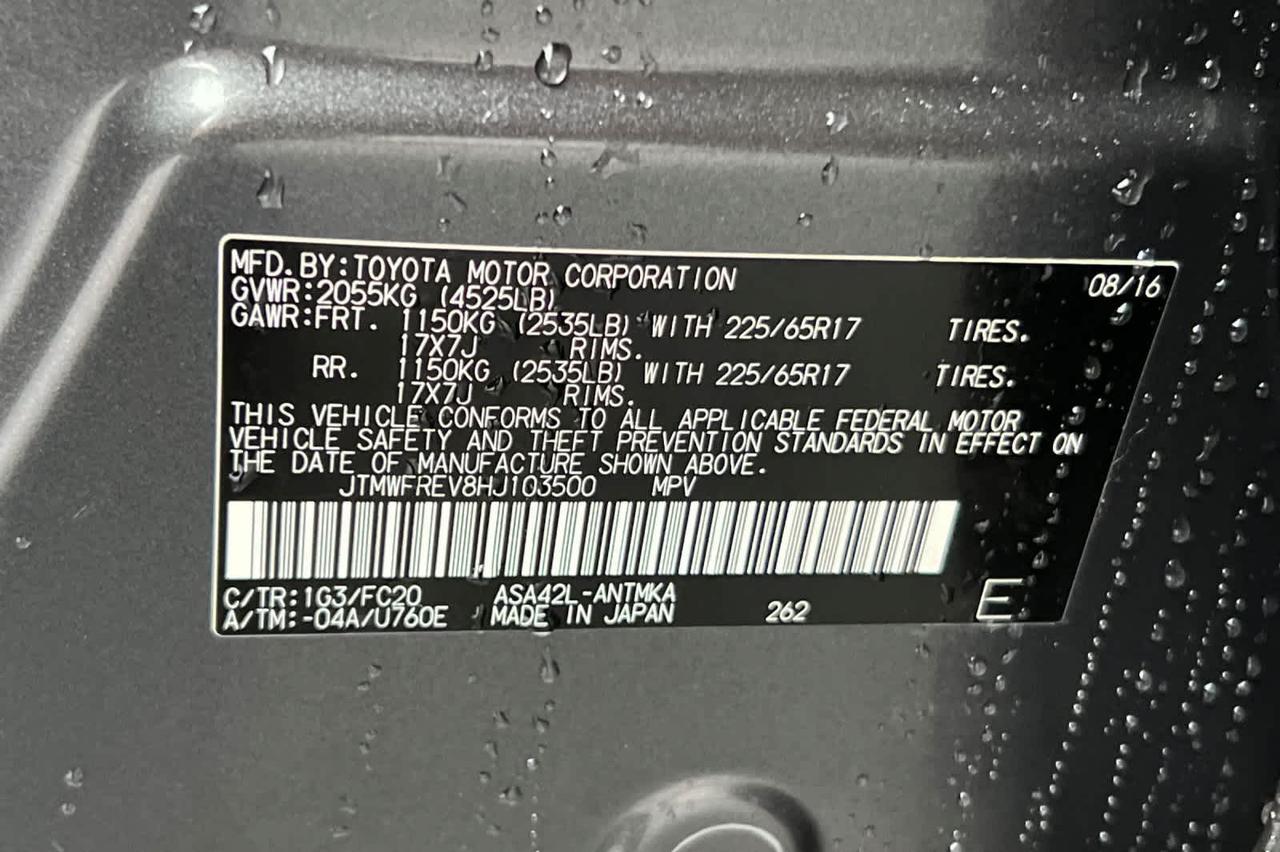 MFD.BY:TOYOTA MOTOR CORPORATION 08/16
GVWR:2055KG (4525LB)
GAWR:FRT. 1150KG (2535LB) WITH 225/65R17 TIRES.
17X7J RIMS.
RR. 1150KG (2535LB) WITH 225/65R17 TIRES.
17X7J RIMS.
THIS VEHICLE CONFORMS TO ALL APPLICABLE FEDERAL MOTOR
VEHICLE SAFETY AND THEFT PREVENTION STANDARDS IN EFFECT ON
THE DATE OF MANUFACTURE SHOWN ABOVE.
JTMWFREV8HJ103500 MPV
C/TR:1G3/FC20 ASA42L-ANTMKA
A/TM:-04A/U760E MADE IN JAPAN 262 E